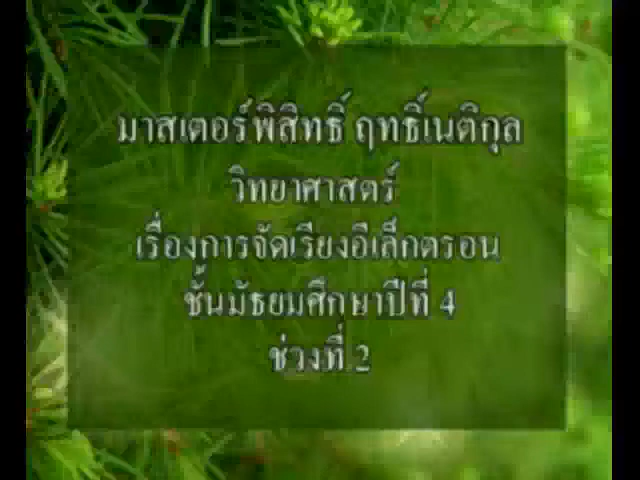 มาสเตอร์พิสิทธิ์ ฤทธิ์เนติกุล
วิทยาศาสตร์
เรื่องการจัดเรียงอีเล็กตรอน
ชั้นมัธยมศึกษาปีที่ 4
ช่วงที่ 2